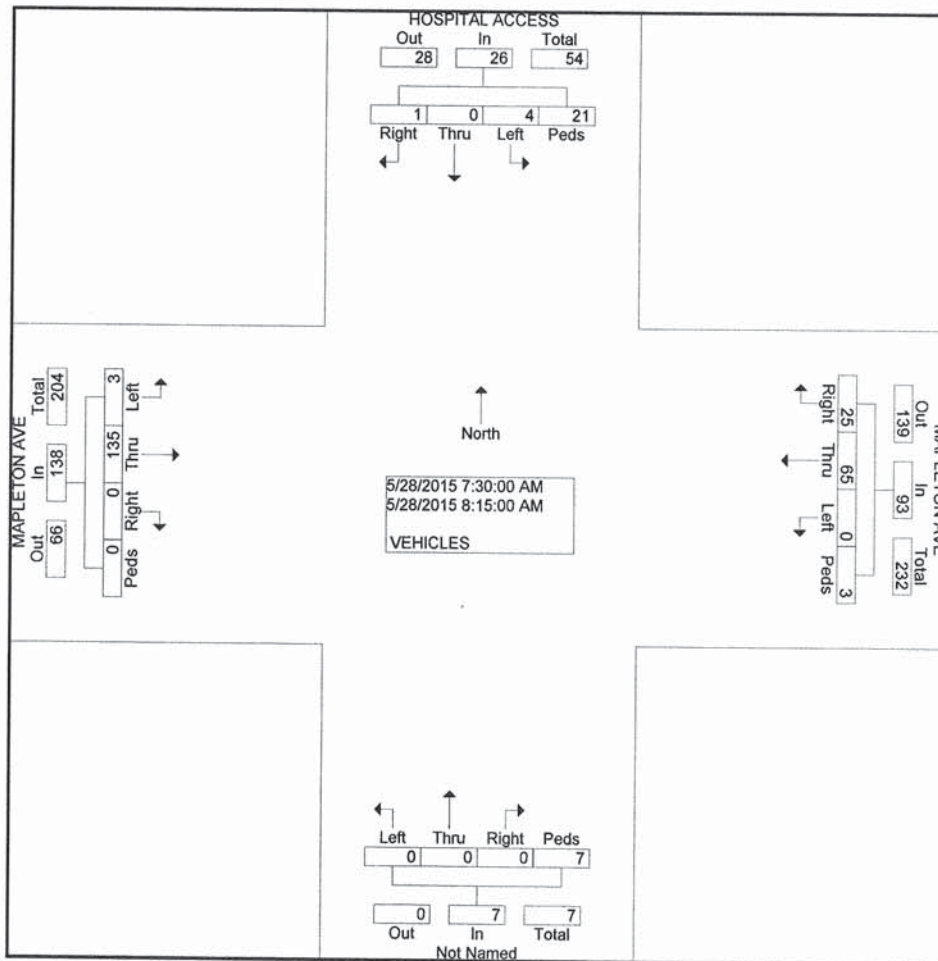 HOSPITAL ACCESS
Out In Total
28 26 54
1 0 4 21
Right Thru Left Peds
MAPLETON AVE
Out In Total
66 138 204
Left Thru Right Peds
3 135 0 0
North
5/28/2015 7:30:00 AM
5/28/2015 8:15:00 AM
VEHICLES
Right Thru Left Peds
25 65 0 3
Out In Total
139 93 232
MAPLETON AVE
Left Thru Right Peds
0 0 0 7
0 7 7
Out In Total
Not Named